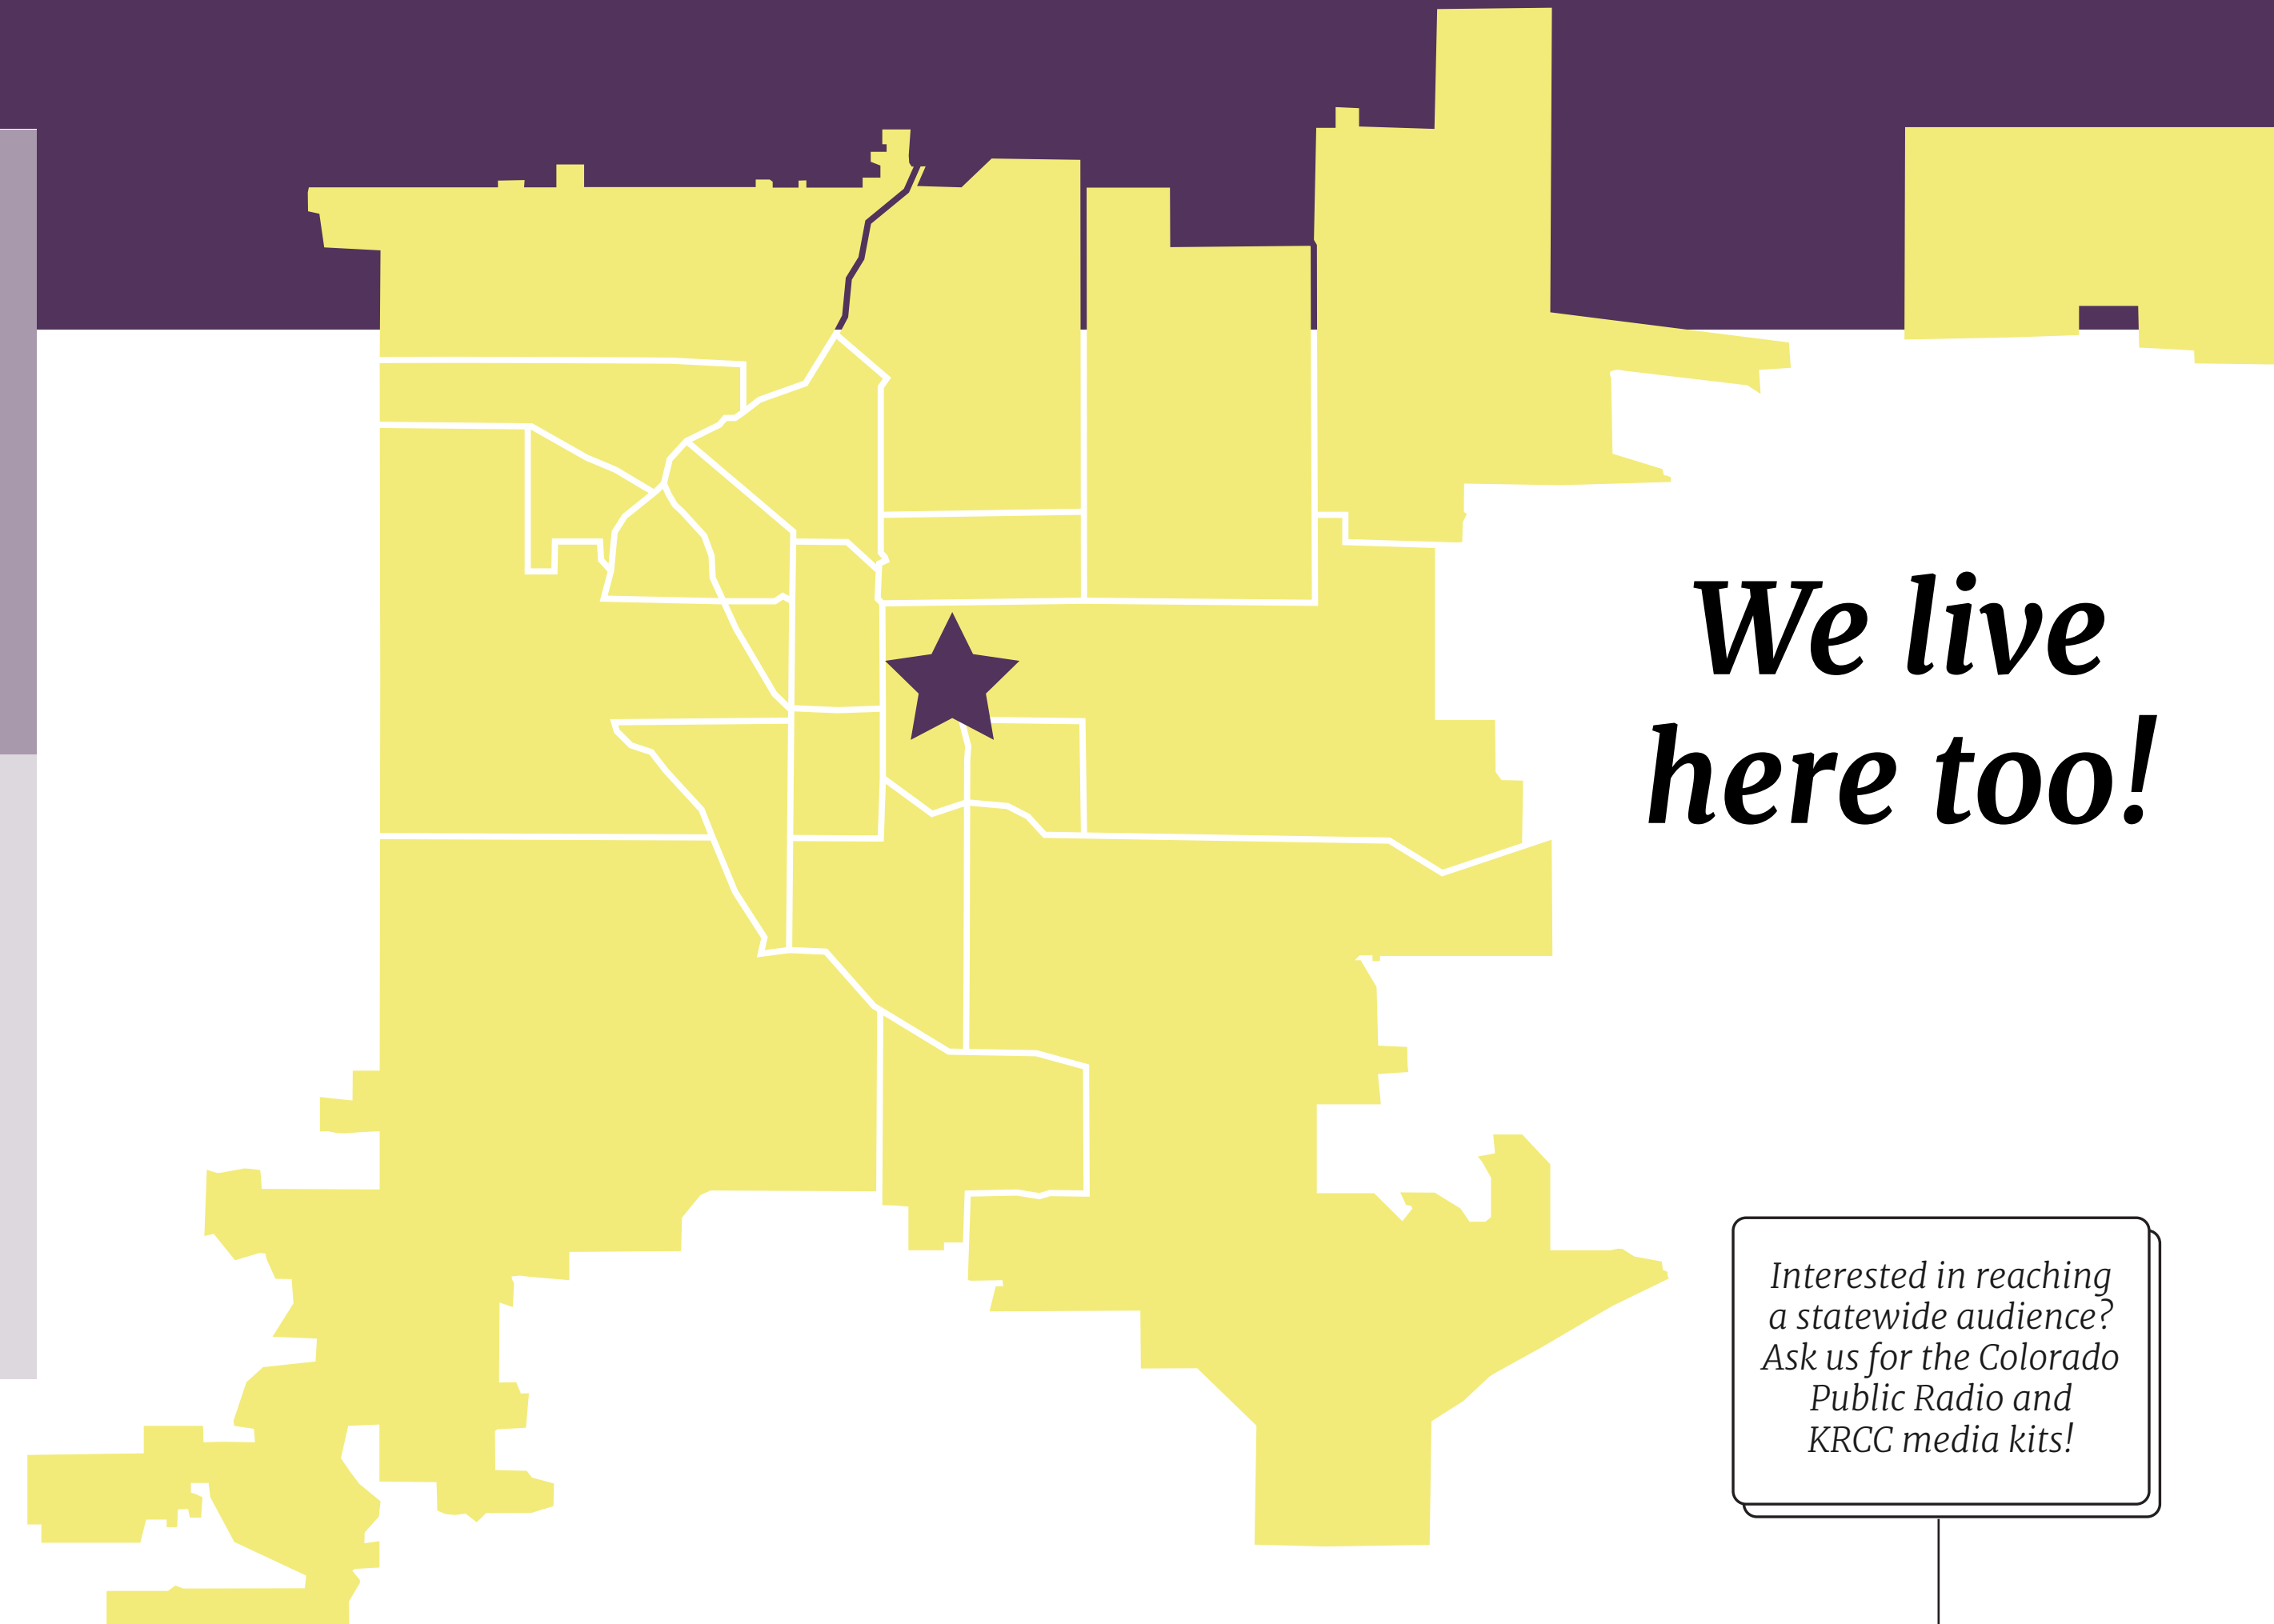 We live
here too!
Interested in reaching
a statewide audience?
Ask us for the Colorado
Public Radio and
KRCC media kits!